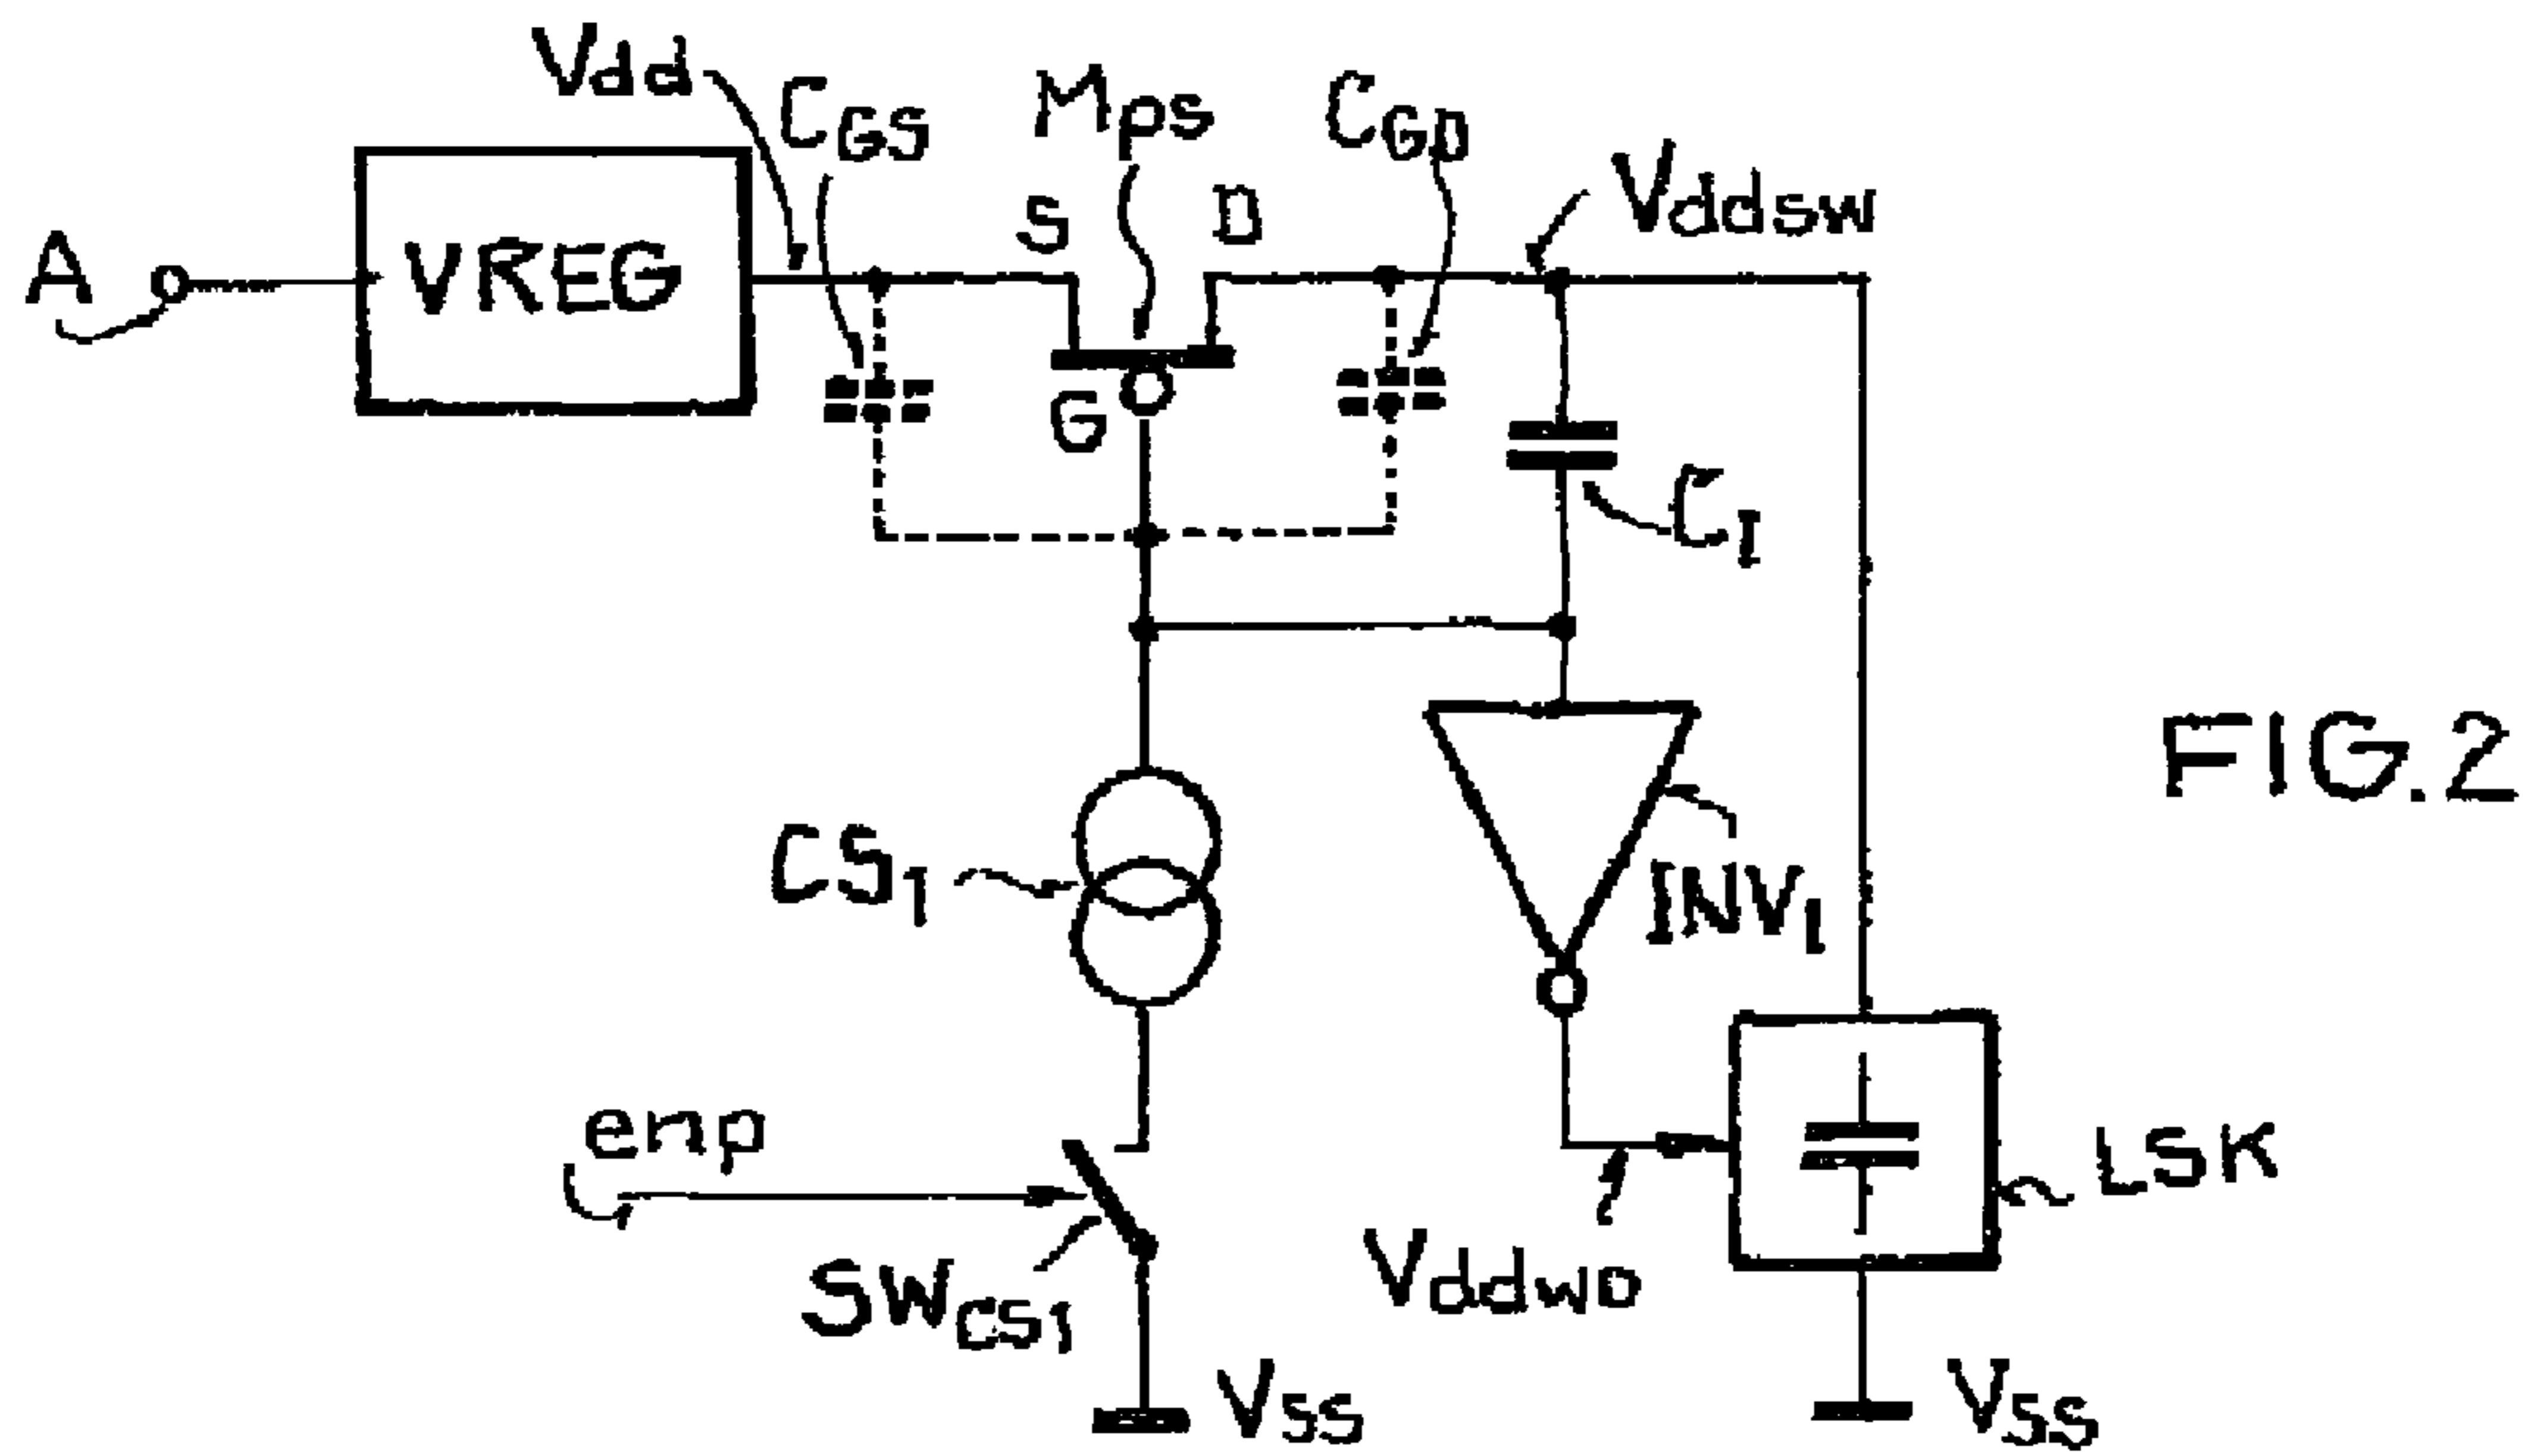 Vdd
CGS
Mps
CGD
Vddsw
A
VREG
S
D
G
CI
FIG.2
CS1
INV1
enp
SWCS1
Vddwo
LSK
VSS
VSS